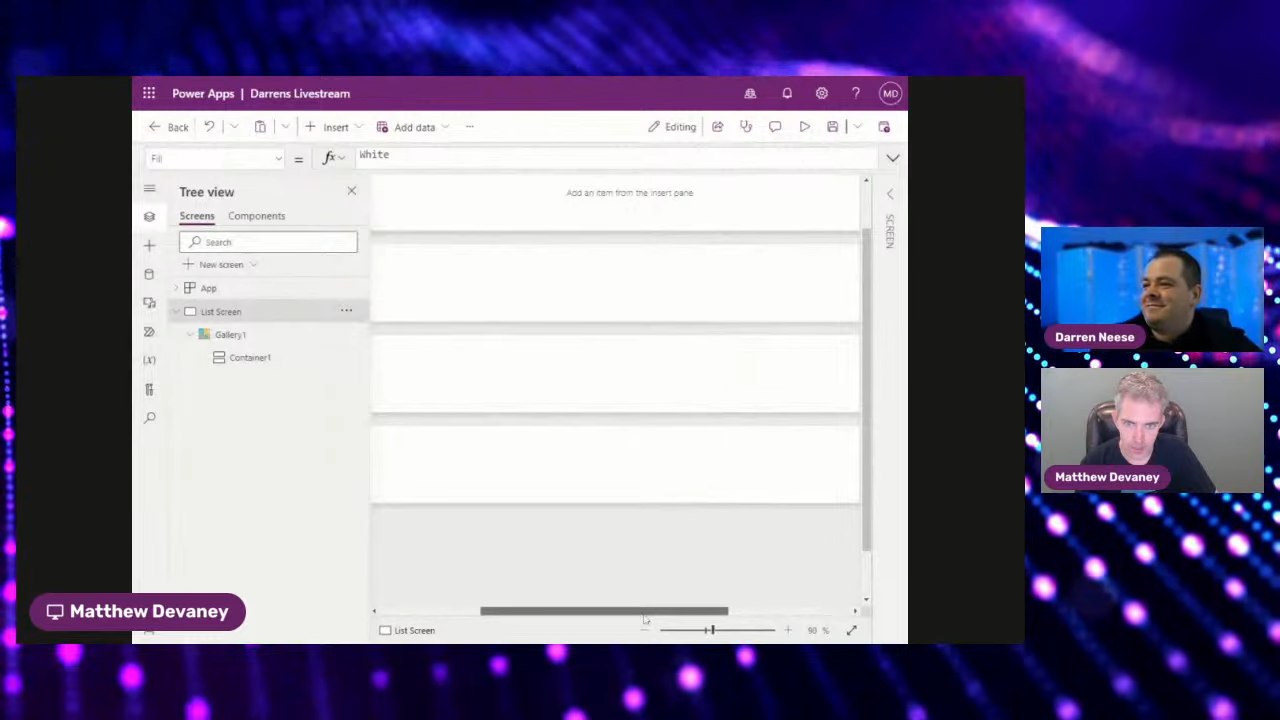 Power Apps | Darrens Livestream
MD
Back
Insert
Add data
Editing
Fill
=
fx
White
Tree view
Screens
Components
Search
New screen
App
List Screen
Gallery1
Container1
Add an item from the insert pane
SCREEN
List Screen
90 %
Matthew Devaney
Darren Neese
Matthew Devaney